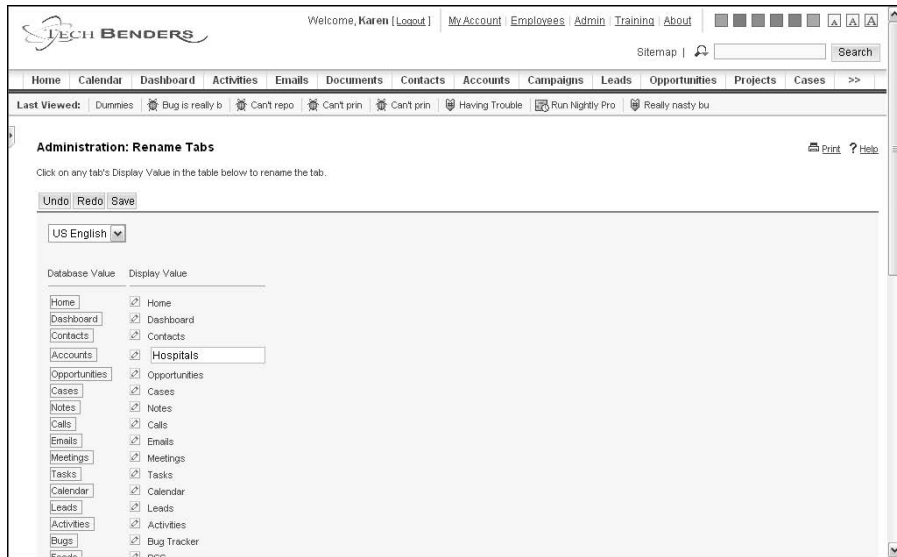 Welcome, Karen [ Logout ] My Account | Employees | Admin | Training | About A A A
TECH BENDERS
Sitemap | Search
Home Calendar Dashboard Activities Emails Documents Contacts Accounts Campaigns Leads Opportunities Projects Cases >>
Last Viewed: Dummies Bug is really b Can't repo Can't prin Can't prin Having Trouble Run Nightly Pro Really nasty bu
Administration: Rename Tabs Print ? Help
Click on any tab's Display Value in the table below to rename the tab.
Undo Redo Save
US English
Database Value Display Value
Home Home
Dashboard Dashboard
Contacts Contacts
Accounts Hospitals
Opportunities Opportunities
Cases Cases
Notes Notes
Calls Calls
Emails Emails
Meetings Meetings
Tasks Tasks
Calendar Calendar
Leads Leads
Activities Activities
Bugs Bug Tracker